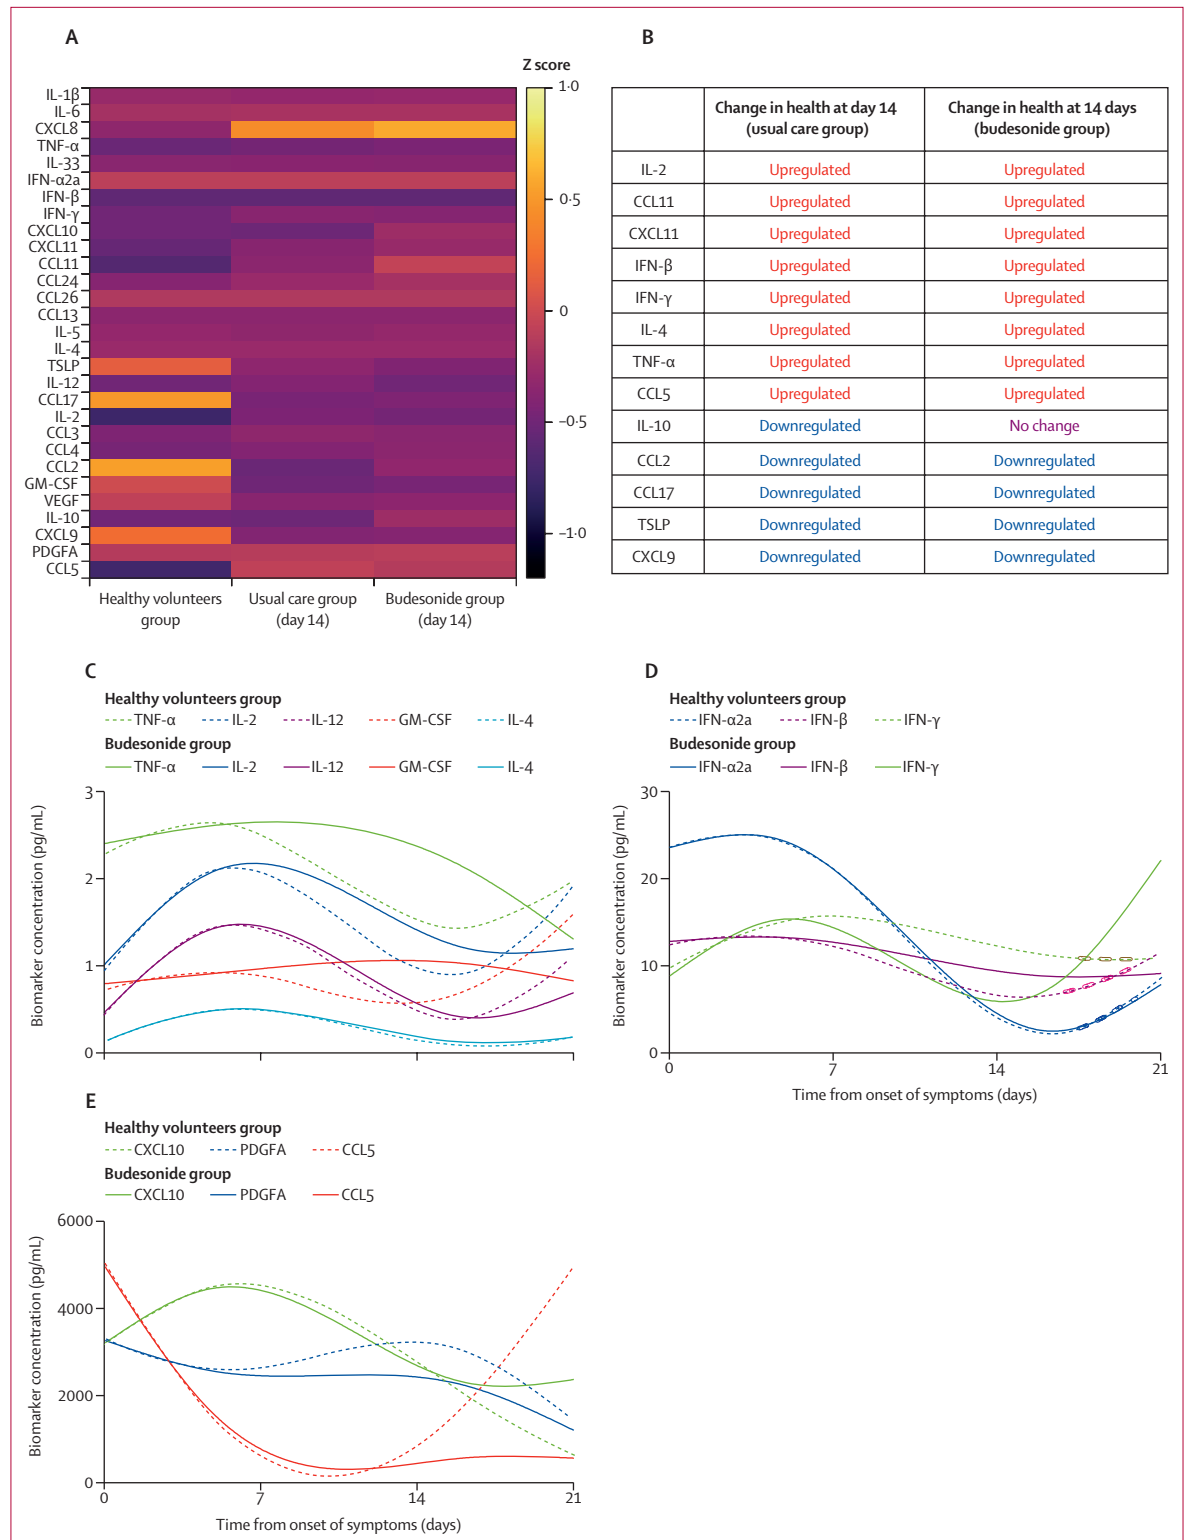 A
Z score
1·0
0·5
0
–0·5
–1·0
IL-1β
IL-6
CXCL8
TNF-α
IL-33
IFN-α2a
IFN-β
IFN-γ
CXCL10
CXCL11
CCL11
CCL24
CCL26
CCL13
IL-5
IL-4
TSLP
IL-12
CCL17
IL-2
CCL3
CCL4
CCL2
GM-CSF
VEGF
IL-10
CXCL9
PDGFA
CCL5
Healthy volunteers
group
Usual care group
(day 14)
Budesonide group
(day 14)
B
Change in health at day 14
(usual care group)
Change in health at 14 days
(budesonide group)
IL-2 Upregulated Upregulated
CCL11 Upregulated Upregulated
CXCL11 Upregulated Upregulated
IFN-β Upregulated Upregulated
IFN-γ Upregulated Upregulated
IL-4 Upregulated Upregulated
TNF-α Upregulated Upregulated
CCL5 Upregulated Upregulated
IL-10 Downregulated No change
CCL2 Downregulated Downregulated
CCL17 Downregulated Downregulated
TSLP Downregulated Downregulated
CXCL9 Downregulated Downregulated
C
Healthy volunteers group
TNF-α IL-2 IL-12 GM-CSF IL-4
Budesonide group
TNF-α IL-2 IL-12 GM-CSF IL-4
Biomarker concentration (pg/mL)
3
2
1
0
D
Healthy volunteers group
IFN-α2a IFN-β IFN-γ
Budesonide group
IFN-α2a IFN-β IFN-γ
Biomarker concentration (pg/mL)
30
20
10
0
0 7 14 21
Time from onset of symptoms (days)
E
Healthy volunteers group
CXCL10 PDGFA CCL5
Budesonide group
CXCL10 PDGFA CCL5
Biomarker concentration (pg/mL)
6000
4000
2000
0
0 7 14 21
Time from onset of symptoms (days)